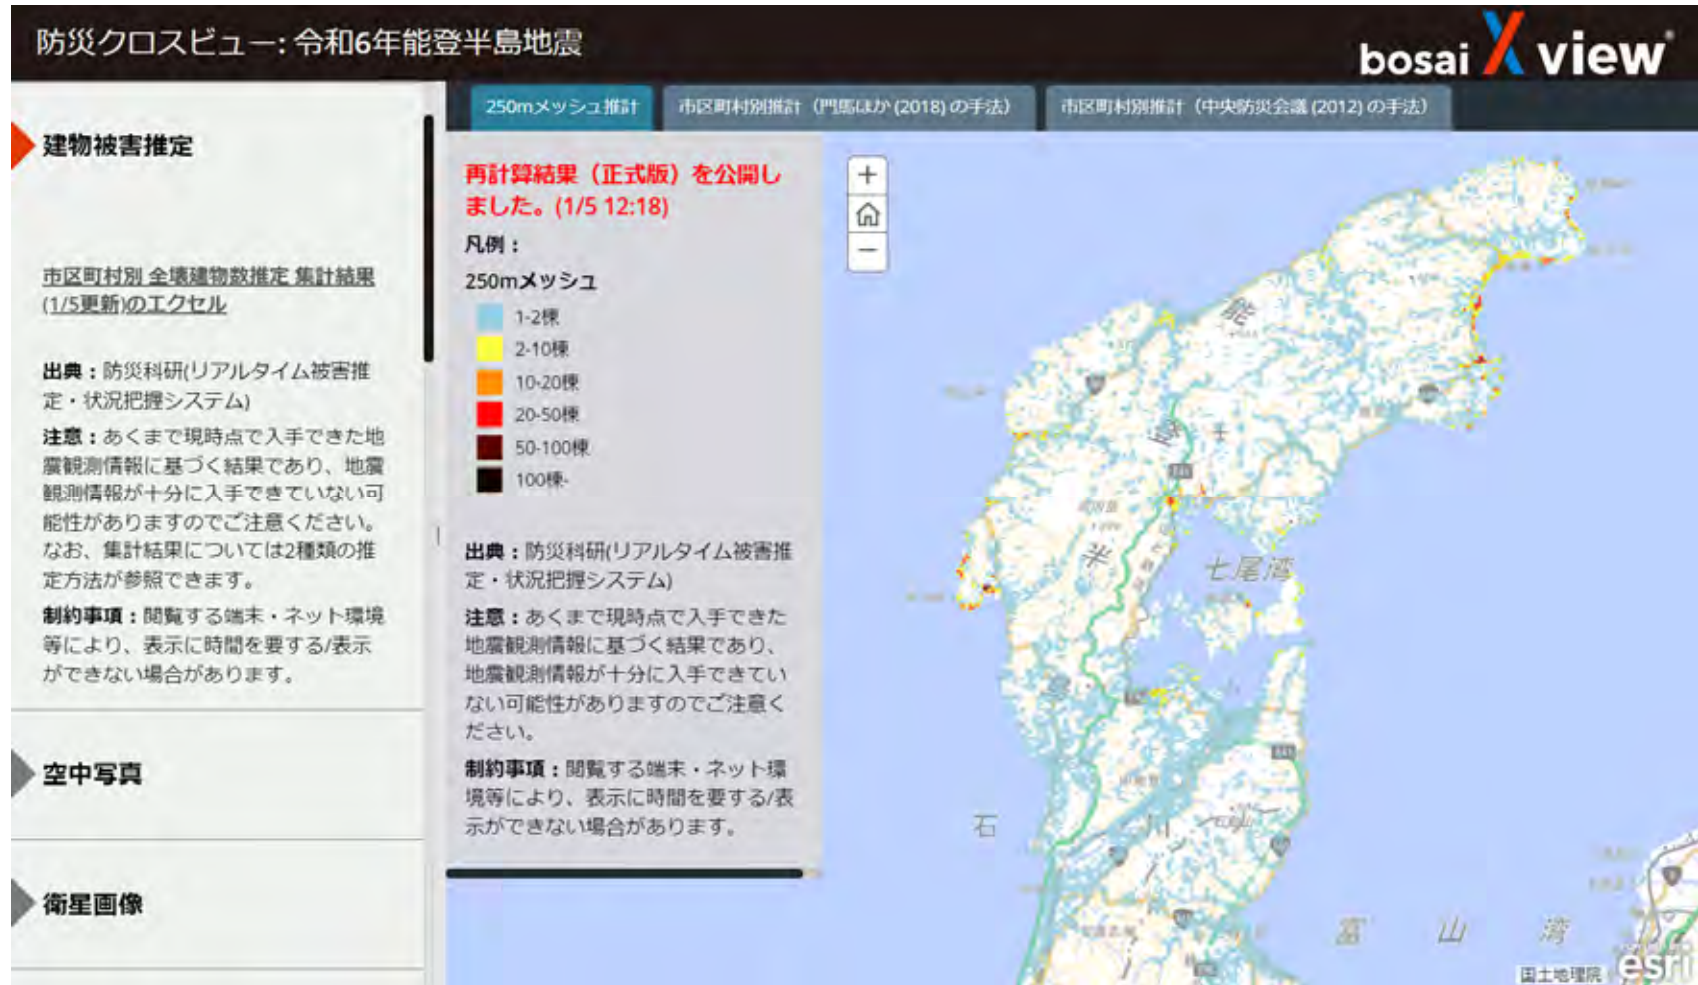 防災クロスビュー: 令和6年能登半島地震
bosai X view
建物被害推定
市区町村別 全壊建物数推定 集計結果
(1/5更新)のエクセル
出典：防災科研(リアルタイム被害推
定・状況把握システム)
注意：あくまで現時点で入手できた地
震観測情報に基づく結果であり、地震
観測情報が十分に入手できていない可
能性がありますのでご注意ください。
なお、集計結果については2種類の推
定方法が参照できます。
制約事項：閲覧する端末・ネット環境
等により、表示に時間を要する/表示
ができない場合があります。
空中写真
衛星画像
250mメッシュ推計
市区町村別推計（門馬ほか (2018) の手法）
市区町村別推計（中央防災会議 (2012) の手法）
再計算結果（正式版）を公開し
ました。(1/5 12:18)
凡例：
250mメッシュ
1-2棟
2-10棟
10-20棟
20-50棟
50-100棟
100棟-
出典：防災科研(リアルタイム被害推
定・状況把握システム)
注意：あくまで現時点で入手できた
地震観測情報に基づく結果であり、
地震観測情報が十分に入手できてい
ない可能性がありますのでご注意く
ださい。
制約事項：閲覧する端末・ネット環
境等により、表示に時間を要する/表
示ができない場合があります。
+
−
能
登
半
島
七尾湾
石
川
富山湾
国土地理院
esri